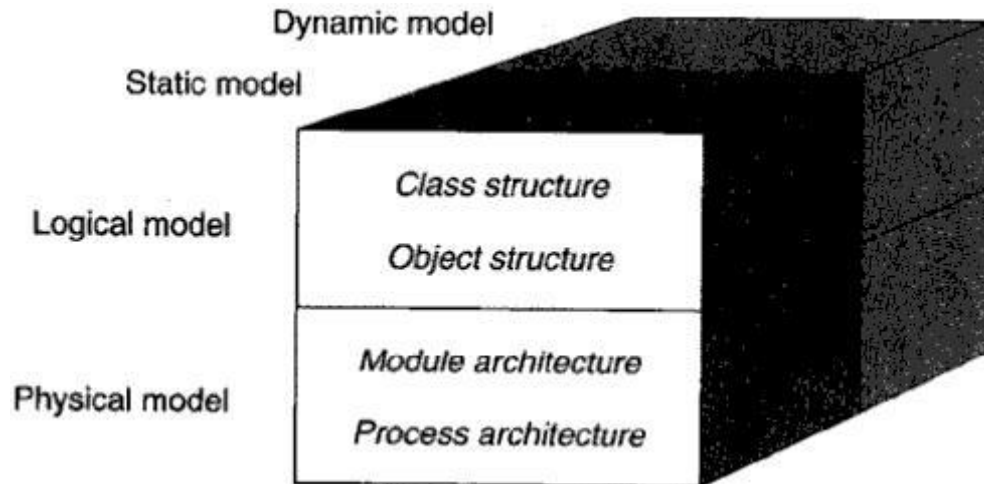 Dynamic model
Static model
Class structure
Logical model
Object structure
Module architecture
Physical model
Process architecture